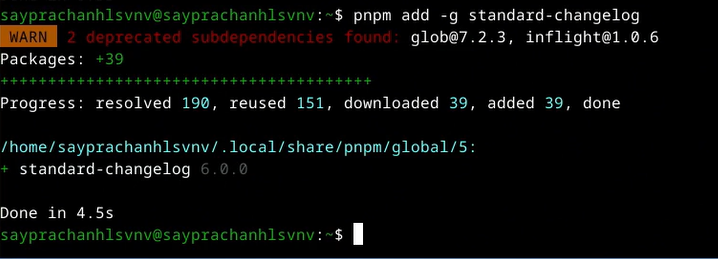 sayprachanhlsvnv@sayprachanhlsvnv:~$ pnpm add -g standard-changelog
WARN 2 deprecated subdependencies found: glob@7.2.3, inflight@1.0.6
Packages: +39
+++++++++++++++++++++++++++++++++++++++
Progress: resolved 190, reused 151, downloaded 39, added 39, done
/home/sayprachanhlsvnv/.local/share/pnpm/global/5:
+ standard-changelog 6.0.0
Done in 4.5s
sayprachanhlsvnv@sayprachanhlsvnv:~$